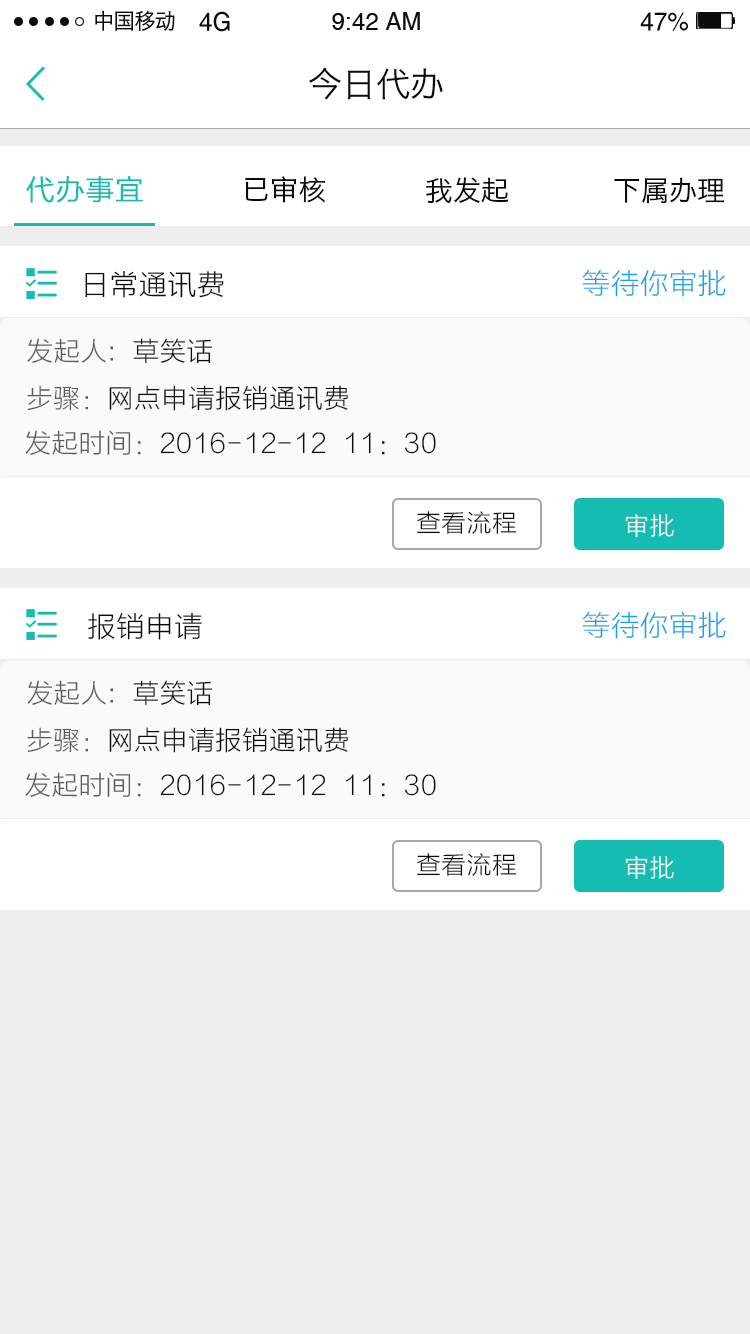 中国移动 4G 9:42 AM 47%
今日代办
代办事宜 已审核 我发起 下属办理
日常通讯费 等待你审批
发起人：草笑话
步骤：网点申请报销通讯费
发起时间：2016-12-12 11：30
查看流程 审批
报销申请 等待你审批
发起人：草笑话
步骤：网点申请报销通讯费
发起时间：2016-12-12 11：30
查看流程 审批